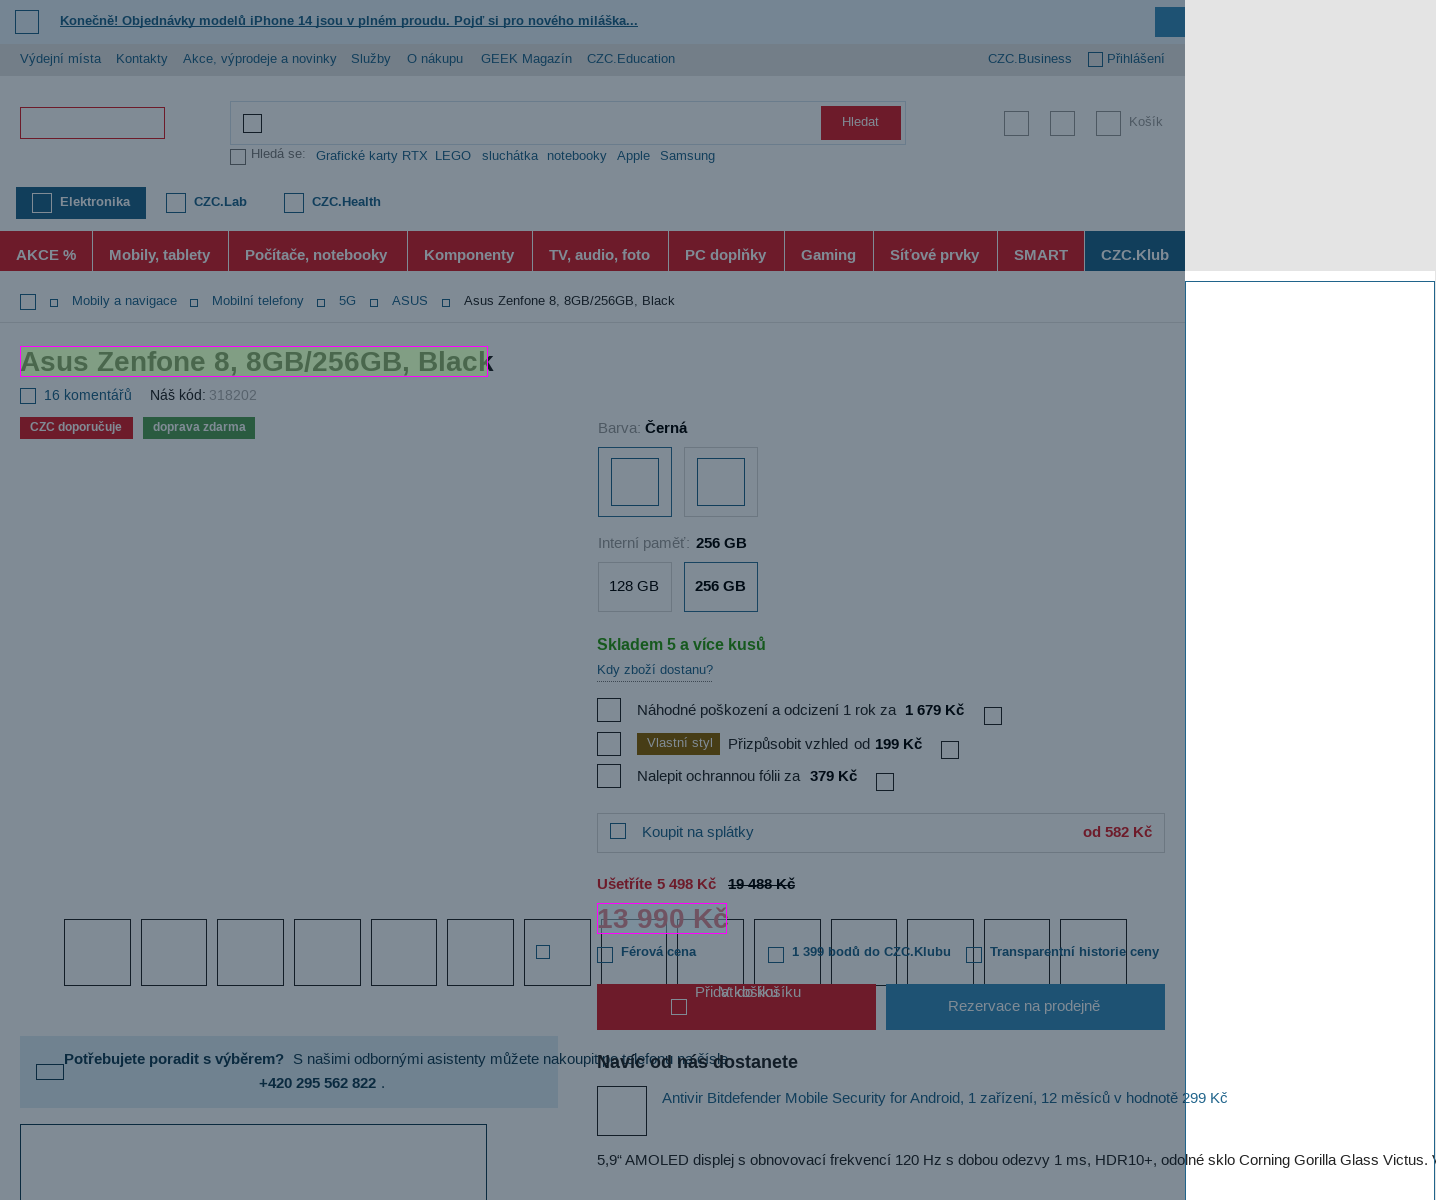 Konečně! Objednávky modelů iPhone 14 jsou v plném proudu. Pojď si pro nového miláška...
Výdejní místa Kontakty Akce, výprodeje a novinky Služby O nákupu GEEK Magazín CZC.Education CZC.Business Přihlášení
Hledat Košík
Hledá se: Grafické karty RTX LEGO sluchátka notebooky Apple Samsung
Elektronika CZC.Lab CZC.Health
AKCE % Mobily, tablety Počítače, notebooky Komponenty TV, audio, foto PC doplňky Gaming Síťové prvky SMART CZC.Klub
Mobily a navigace Mobilní telefony 5G ASUS Asus Zenfone 8, 8GB/256GB, Black
Asus Zenfone 8, 8GB/256GB, Black
16 komentářů Náš kód: 318202
CZC doporučuje doprava zdarma
Barva: Černá
Interní paměť: 256 GB
128 GB 256 GB
Skladem 5 a více kusů
Kdy zboží dostanu?
Náhodné poškození a odcizení 1 rok za 1 679 Kč
Vlastní styl Přizpůsobit vzhled od 199 Kč
Nalepit ochrannou fólii za 379 Kč
Koupit na splátky od 582 Kč
Ušetříte 5 498 Kč 19 488 Kč
13 990 Kč
Férová cena 1 399 bodů do CZC.Klubu Transparentní historie ceny
Přidat do košíku V košíku
Rezervace na prodejně
Potřebujete poradit s výběrem? S našimi odbornými asistenty můžete nakoupit po telefonu na čísle
+420 295 562 822 .
Navíc od nás dostanete
Antivir Bitdefender Mobile Security for Android, 1 zařízení, 12 měsíců v hodnotě 299 Kč
5,9“ AMOLED displej s obnovovací frekvencí 120 Hz s dobou odezvy 1 ms, HDR10+, odolné sklo Corning Gorilla Glass Victus.